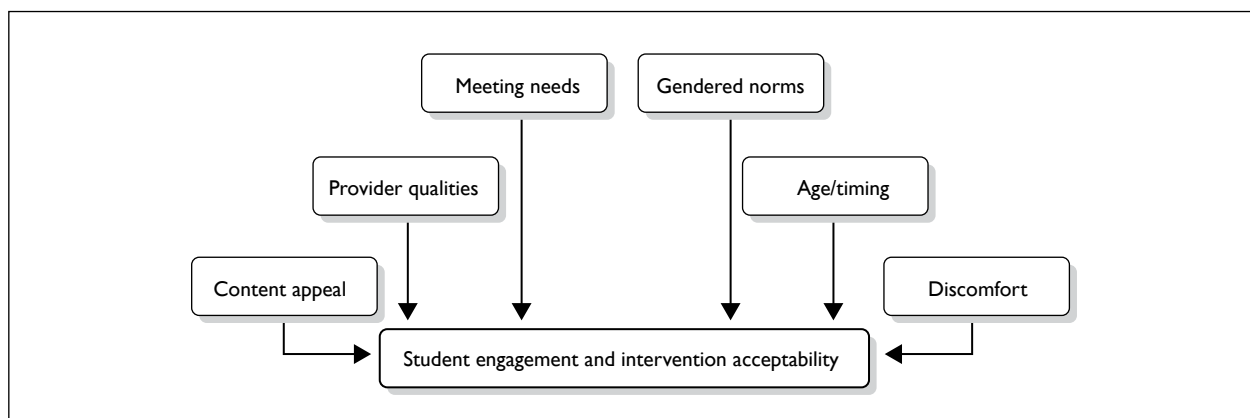 Meeting needs
Gendered norms
Provider qualities
Age/timing
Content appeal
Discomfort
Student engagement and intervention acceptability